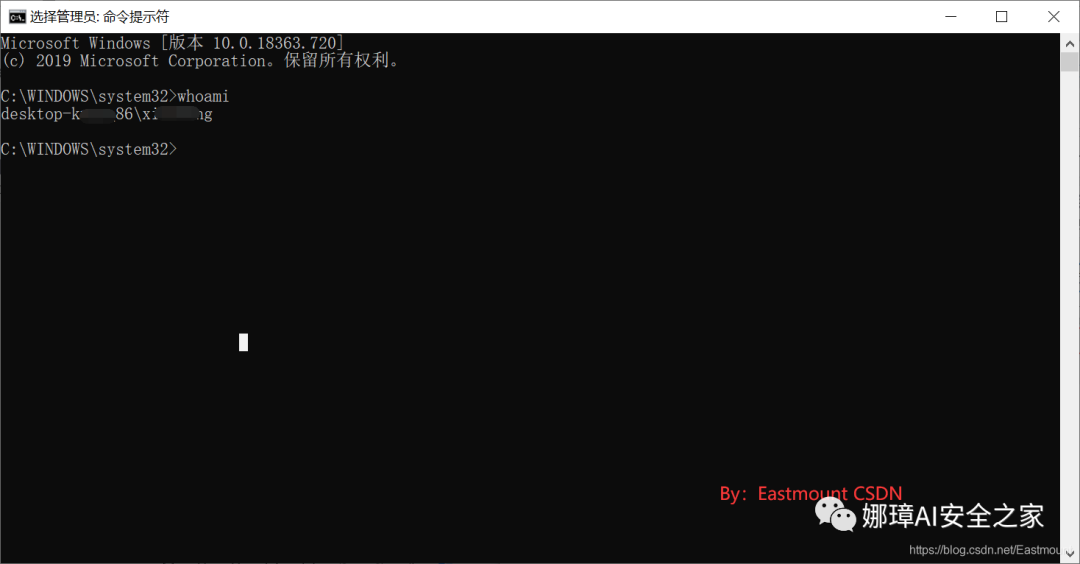 选择管理员: 命令提示符
Microsoft Windows [版本 10.0.18363.720]
(c) 2019 Microsoft Corporation。保留所有权利。
C:\WINDOWS\system32>whoami
desktop-k 86\xi ng
C:\WINDOWS\system32>
By：Eastmount CSDN
娜璋AI安全之家
https://blog.csdn.net/Eastmou